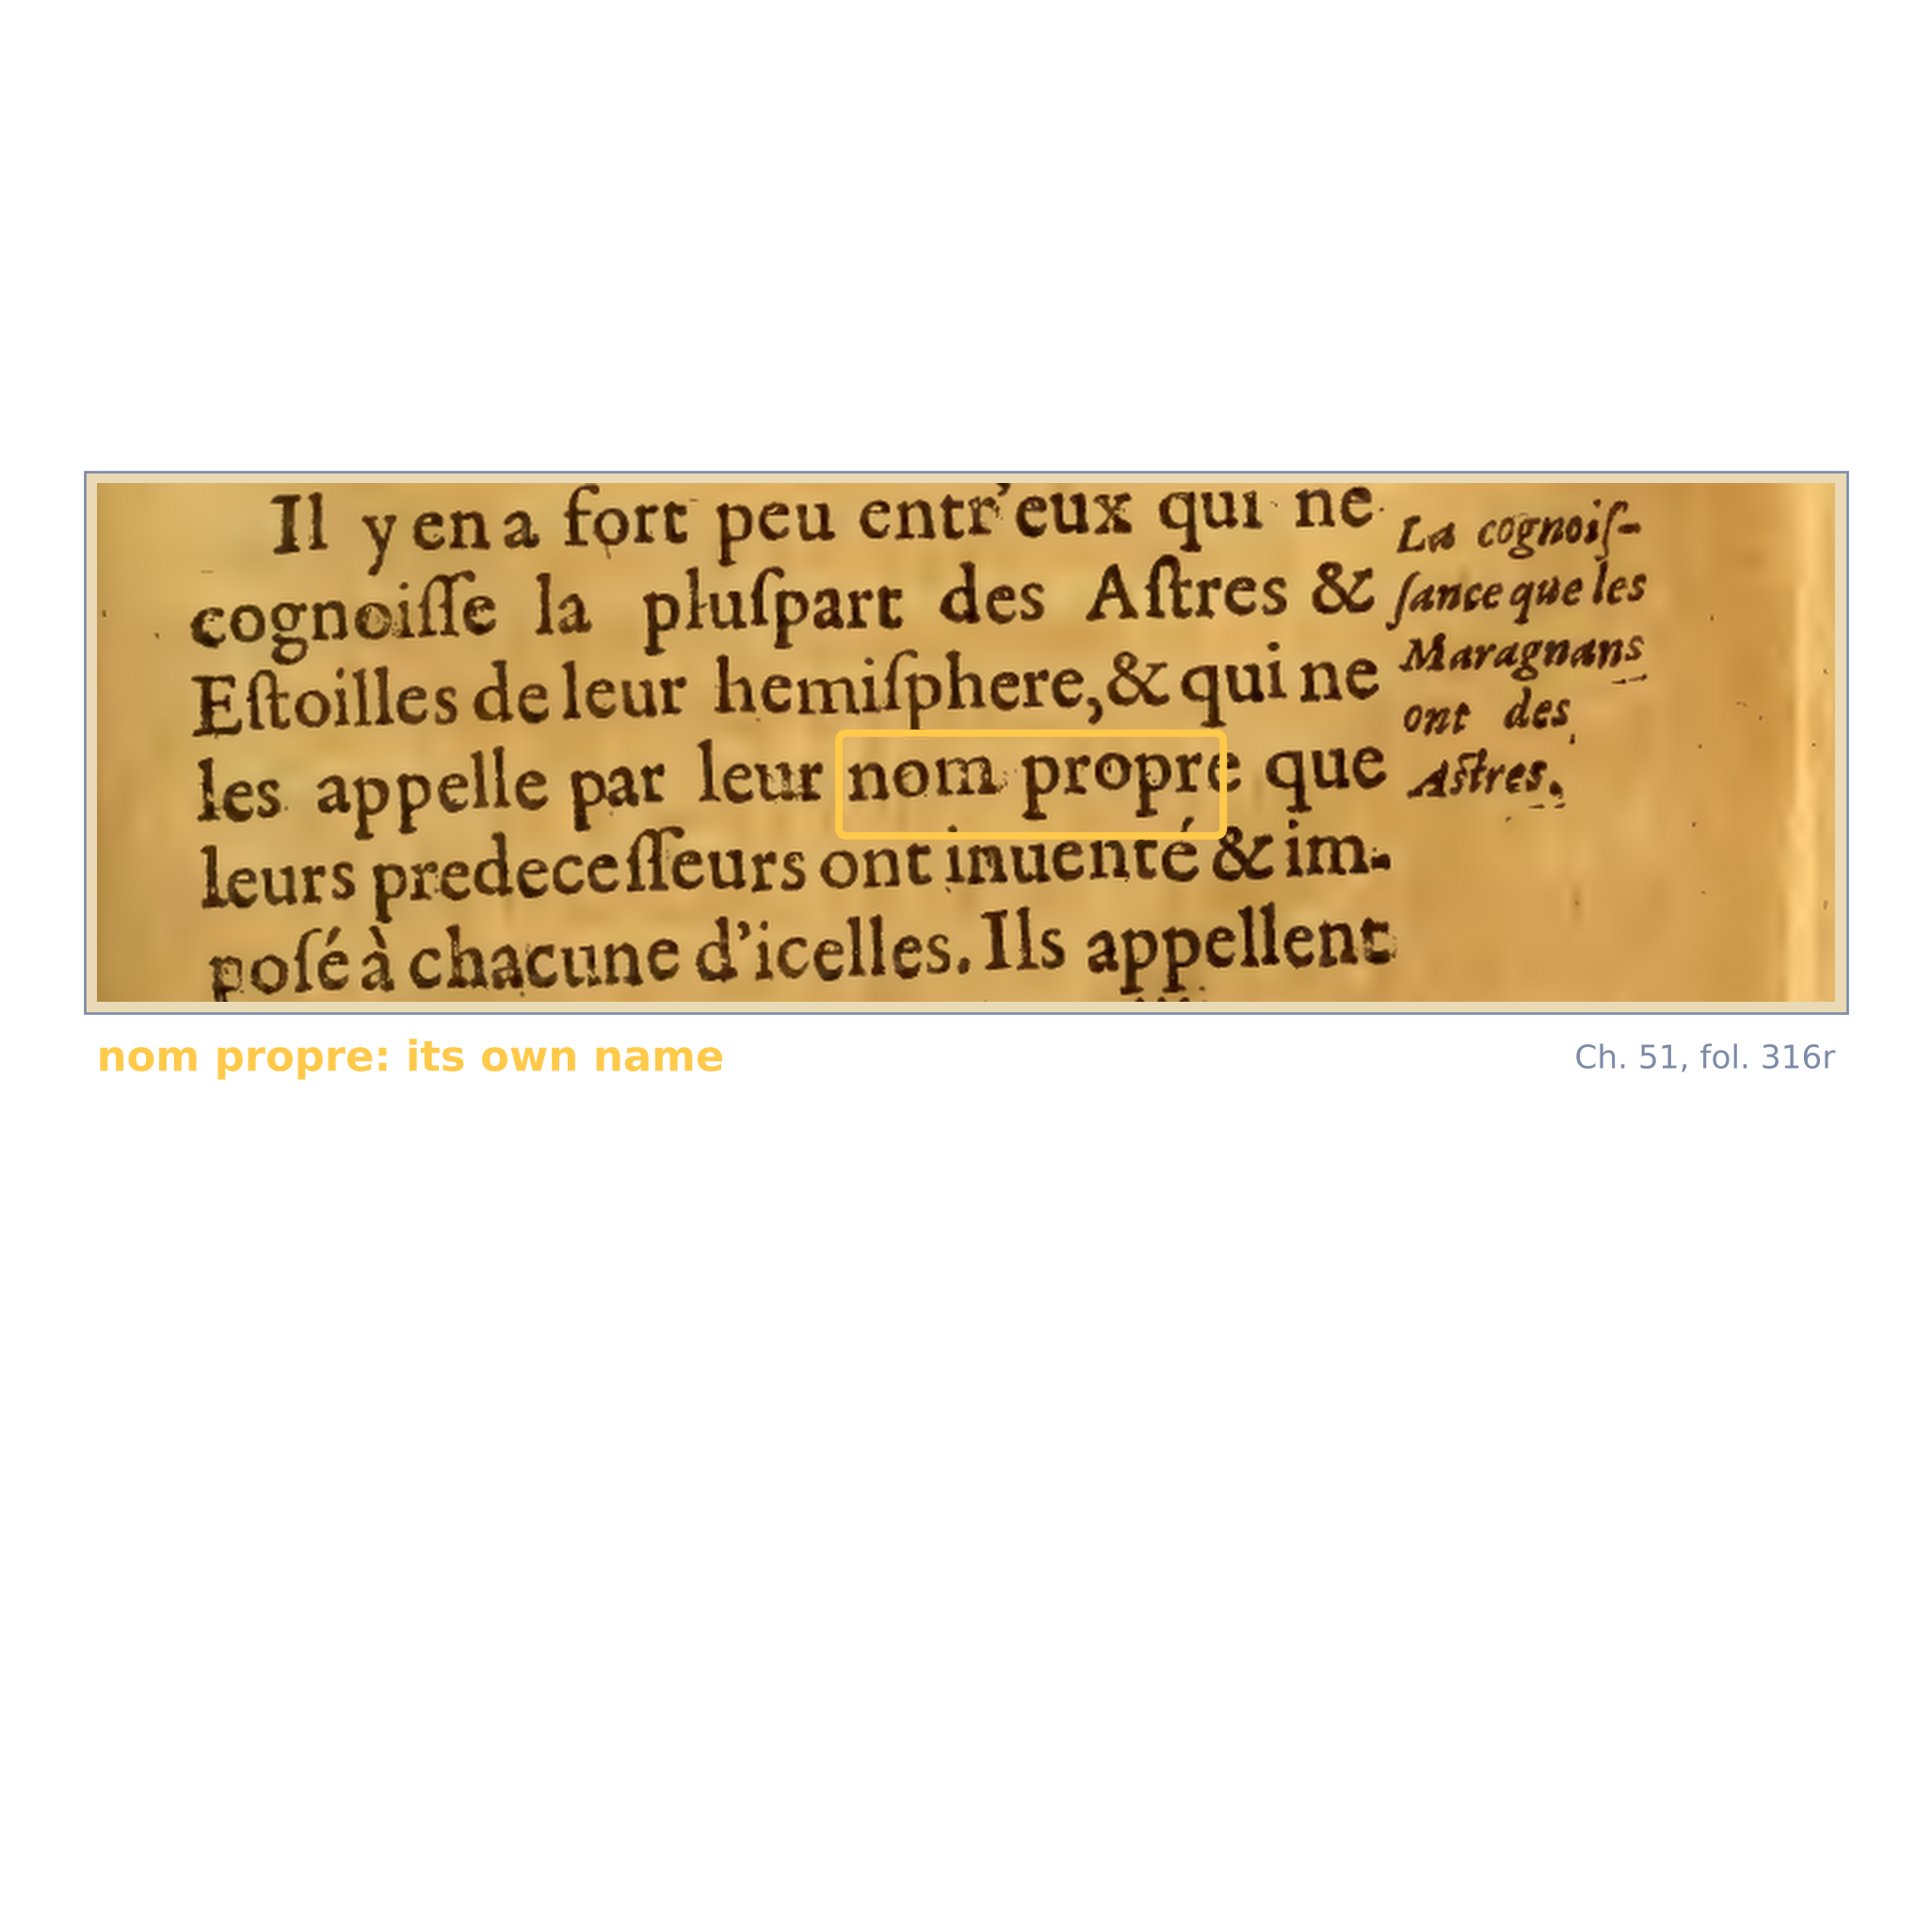 Il y en a fort peu entr'eux qui ne
cognoiſſe la pluſpart des Aſtres &
Eſtoilles de leur hemiſphere, & qui ne
les appelle par leur nom propre que
leurs predeceſſeurs ont inuenté & im-
poſé à chacune d'icelles. Ils appellent
La cognoiſ-
ſance que les
Maragnans
ont des
Aſtres.
nom propre: its own name
Ch. 51, fol. 316r